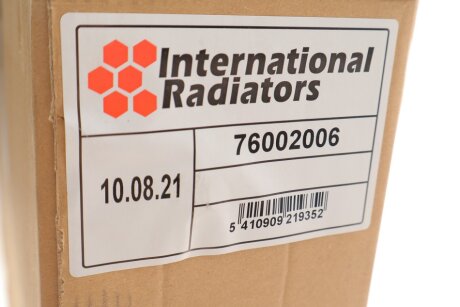 International
Radiators
76002006
10.08.21
5 410909 219352